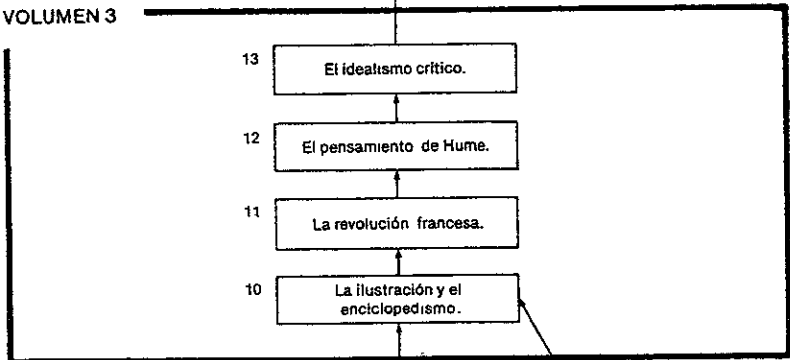 VOLUMEN 3
13
El idealismo crítico.
12
El pensamiento de Hume.
11
La revolución francesa.
10
La ilustración y el
enciclopedismo.